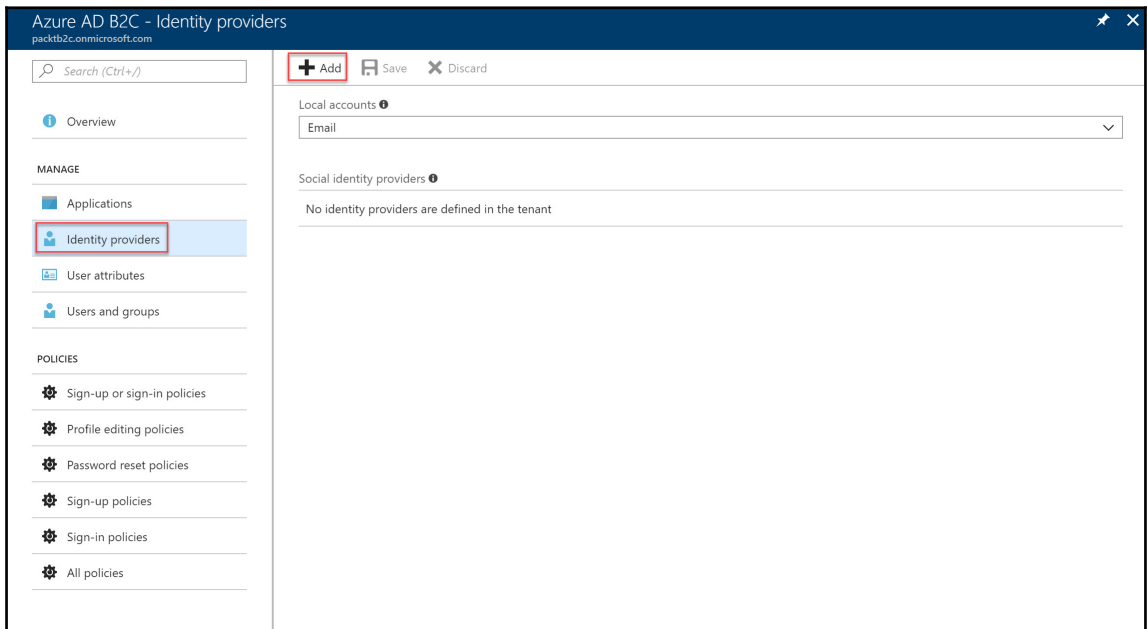 Azure AD B2C - Identity providers
packtb2c.onmicrosoft.com
Search (Ctrl+/)
Overview
MANAGE
Applications
Identity providers
User attributes
Users and groups
POLICIES
Sign-up or sign-in policies
Profile editing policies
Password reset policies
Sign-up policies
Sign-in policies
All policies
Add Save Discard
Local accounts
Email
Social identity providers
No identity providers are defined in the tenant